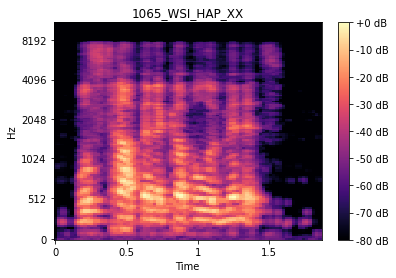 1065_WSI_HAP_XX
8192
4096
2048
1024
512
0
Hz
0
0.5
1
1.5
Time
+0 dB
-10 dB
-20 dB
-30 dB
-40 dB
-50 dB
-60 dB
-70 dB
-80 dB